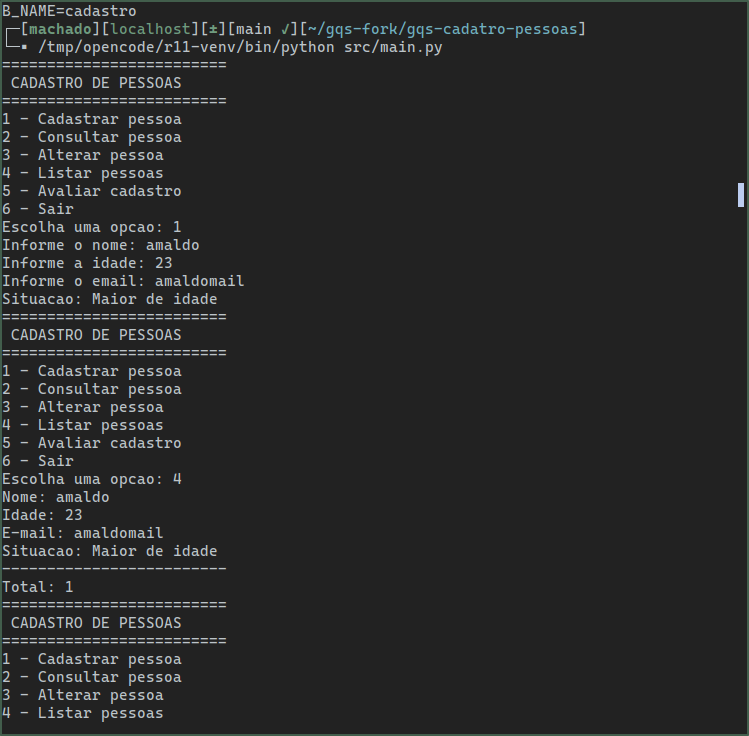 B_NAME=cadastro
┌─[machado][localhost][±][main ✓][~/gqs-fork/gqs-cadatro-pessoas]
└─▪ /tmp/opencode/r11-venv/bin/python src/main.py
=========================
 CADASTRO DE PESSOAS
=========================
1 - Cadastrar pessoa
2 - Consultar pessoa
3 - Alterar pessoa
4 - Listar pessoas
5 - Avaliar cadastro
6 - Sair
Escolha uma opcao: 1
Informe o nome: amaldo
Informe a idade: 23
Informe o email: amaldomail
Situacao: Maior de idade
=========================
 CADASTRO DE PESSOAS
=========================
1 - Cadastrar pessoa
2 - Consultar pessoa
3 - Alterar pessoa
4 - Listar pessoas
5 - Avaliar cadastro
6 - Sair
Escolha uma opcao: 4
Nome: amaldo
Idade: 23
E-mail: amaldomail
Situacao: Maior de idade
-------------------------
Total: 1
=========================
 CADASTRO DE PESSOAS
=========================
1 - Cadastrar pessoa
2 - Consultar pessoa
3 - Alterar pessoa
4 - Listar pessoas